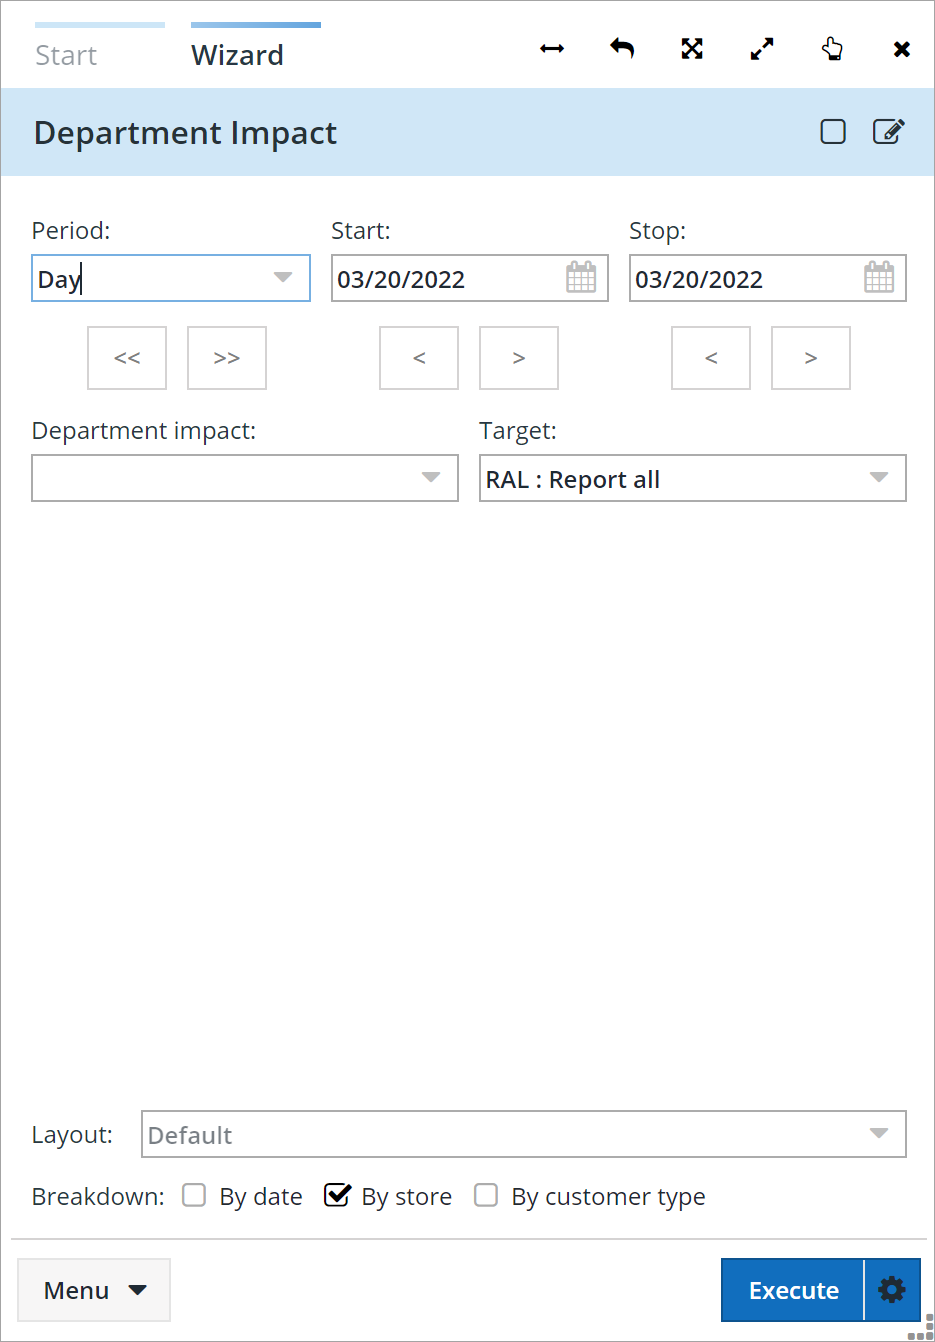 Start Wizard
Department Impact
Period: Start: Stop:
Day 03/20/2022 03/20/2022
<< >> < > < >
Department impact: Target:
RAL : Report all
Layout: Default
Breakdown: By date By store By customer type
Menu Execute